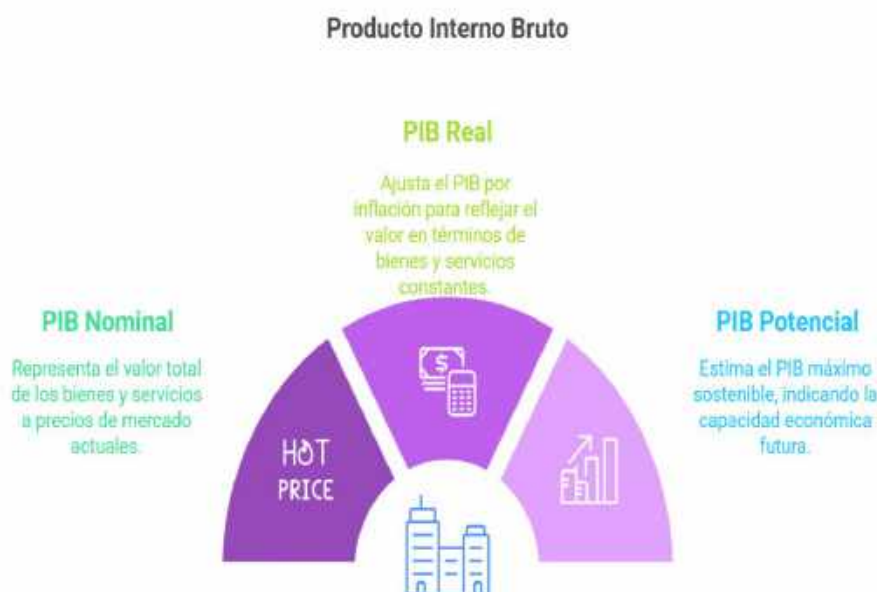 Producto Interno Bruto
PIB Real
Ajusta el PIB por
inflación para reflejar el
valor en términos de
bienes y servicios
constantes.
PIB Nominal
Representa el valor total
de los bienes y servicios
a precios de mercado
actuales.
PIB Potencial
Estima el PIB máximo
sostenible, indicando la
capacidad económica
futura.
HOT
PRICE
$